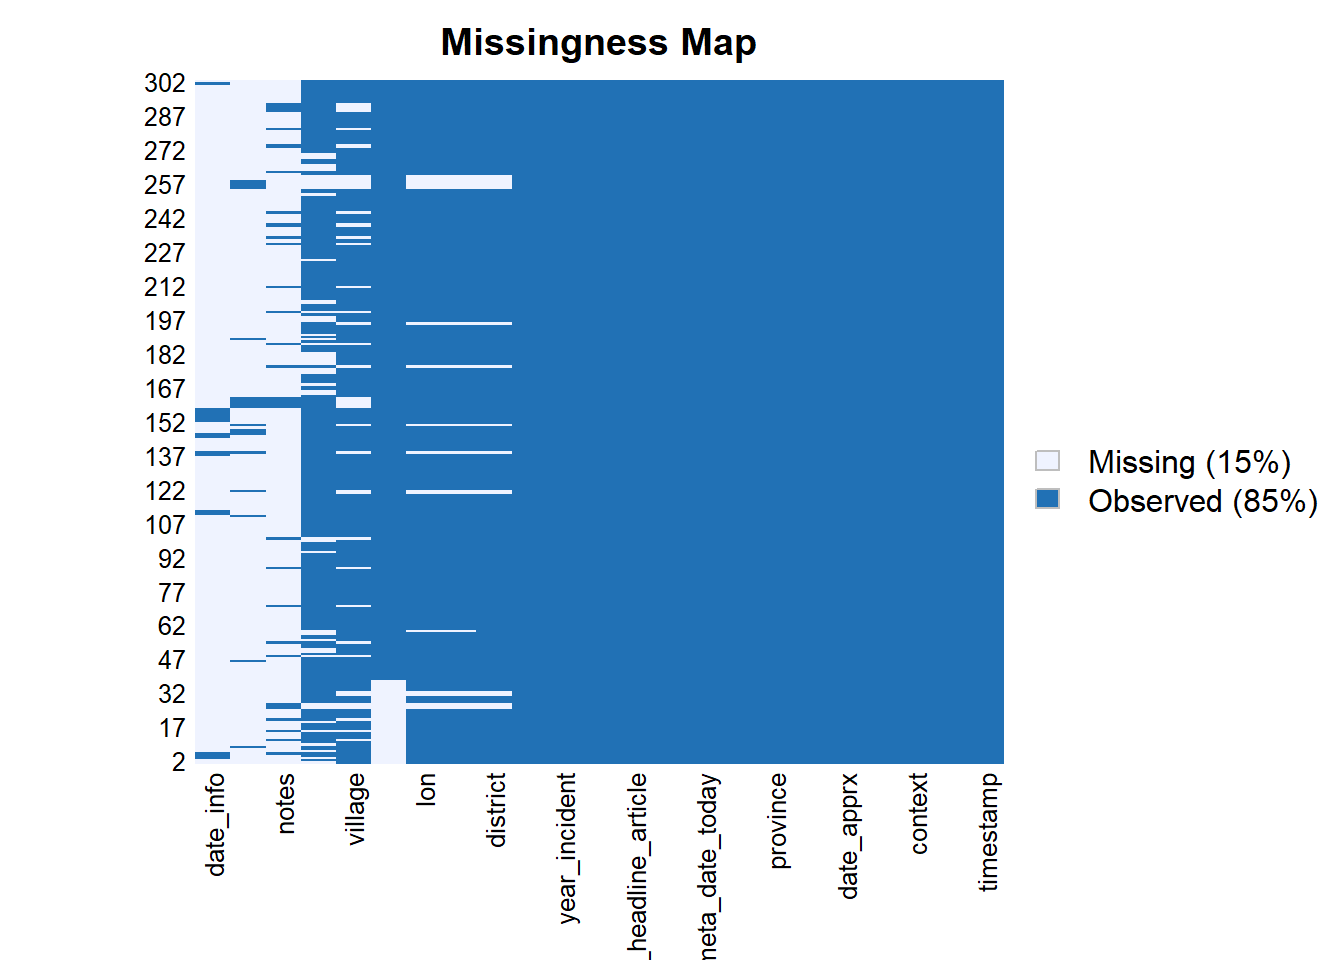 Missingness Map
302
287
272
257
242
227
212
197
182
167
152
137
122
107
92
77
62
47
32
17
2
date_info
notes
village
lon
district
year_incident
_headline_article
meta_date_today
province
date_apprx
context
timestamp
Missing (15%)
Observed (85%)